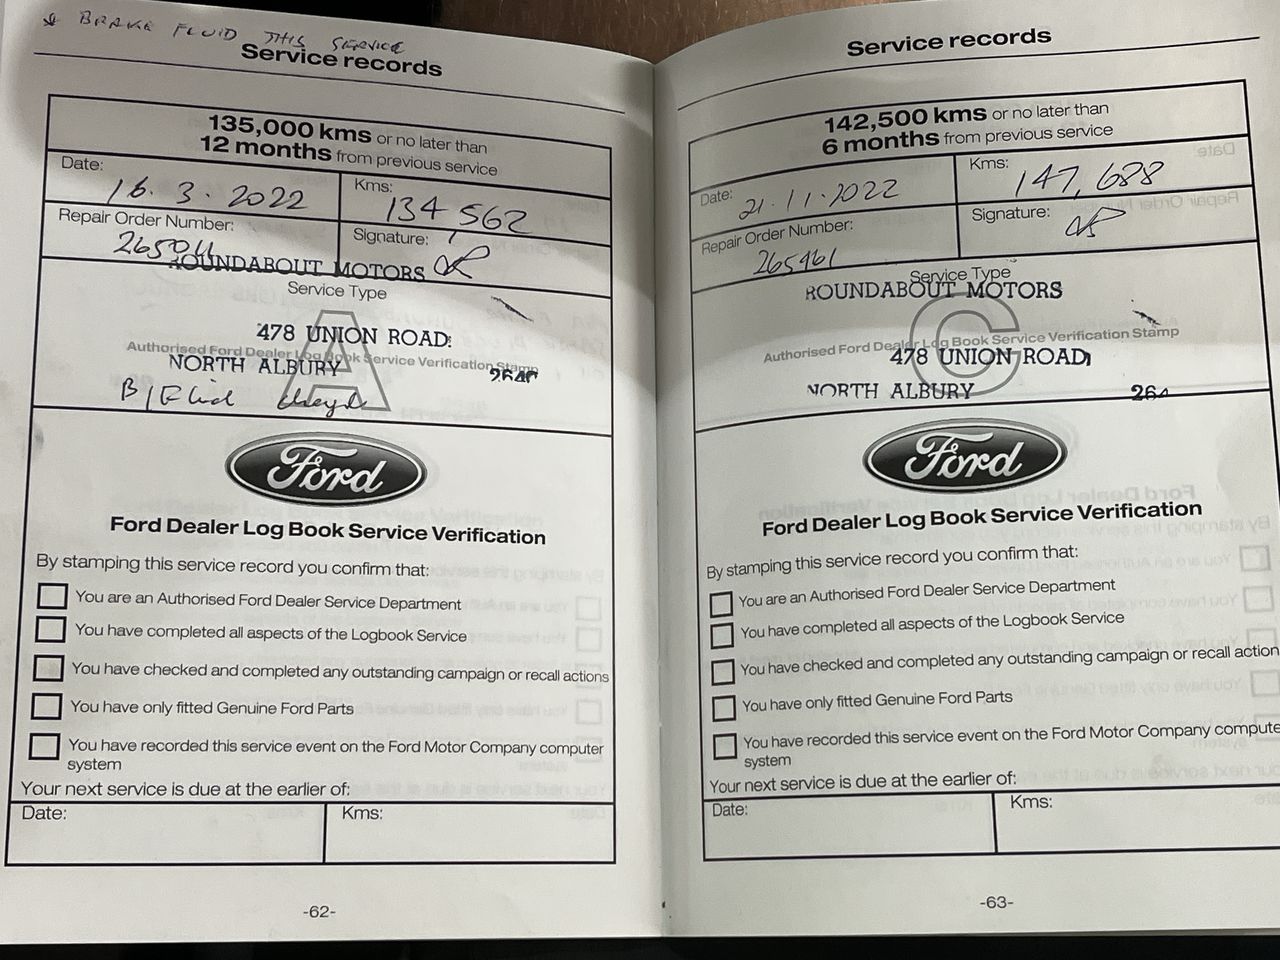 * BRAKE FLUID THIS SERVICE
Service records
135,000 kms or no later than
12 months from previous service
Date:
16.3.2022
Kms:
134 562
Repair Order Number:
Signature:
ROUNDABOUT MOTORS
Service Type
478 UNION ROAD
A
Authorised Ford Dealer Log Book Service Verification Stamp
NORTH ALBURY 2640
B/Fluid
Ford
Ford Dealer Log Book Service Verification
By stamping this service record you confirm that:
You are an Authorised Ford Dealer Service Department
You have completed all aspects of the Logbook Service
You have checked and completed any outstanding campaign or recall actions
You have only fitted Genuine Ford Parts
You have recorded this service event on the Ford Motor Company computer
system
Your next service is due at the earlier of:
Date:
Kms:
-62-
Service records
142,500 kms or no later than
6 months from previous service
Date: 21.11.2022
Kms:
147,688
Repair Order Number:
265461
Signature:
Service Type
ROUNDABOUT MOTORS
C
Authorised Ford Dealer Log Book Service Verification Stamp
478 UNION ROAD,
NORTH ALBURY 264
Ford
Ford Dealer Log Book Service Verification
By stamping this service record you confirm that:
You are an Authorised Ford Dealer Service Department
You have completed all aspects of the Logbook Service
You have checked and completed any outstanding campaign or recall action
You have only fitted Genuine Ford Parts
You have recorded this service event on the Ford Motor Company compute
system
Your next service is due at the earlier of:
Date:
Kms:
-63-